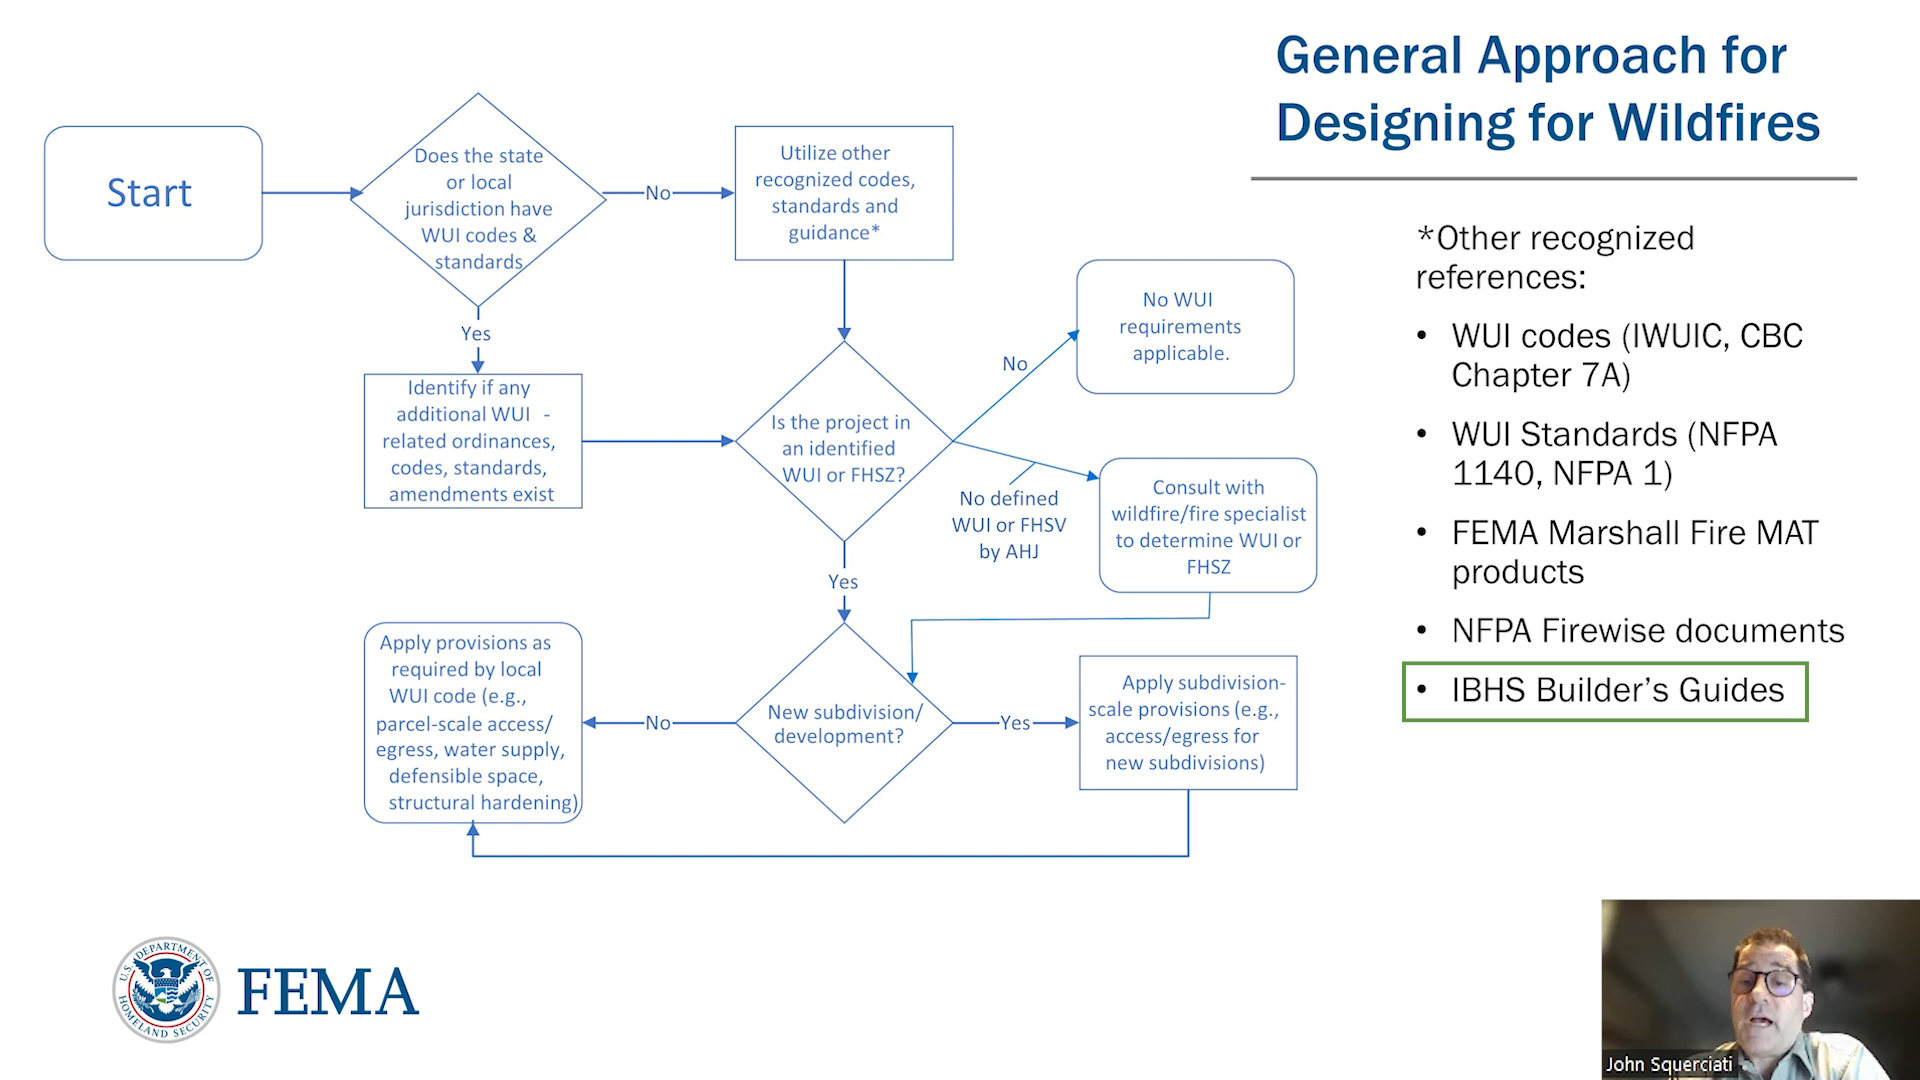 General Approach for
Designing for Wildfires
Start
Does the state
or local
jurisdiction have
WUI codes &
standards
No
Utilize other
recognized codes,
standards and
guidance*
Yes
Identify if any
additional WUI -
related ordinances,
codes, standards,
amendments exist
Is the project in
an identified
WUI or FHSZ?
No
No WUI
requirements
applicable.
No defined
WUI or FHSV
by AHJ
Consult with
wildfire/fire specialist
to determine WUI or
FHSZ
Yes
New subdivision/
development?
No
Apply provisions as
required by local
WUI code (e.g.,
parcel-scale access/
egress, water supply,
defensible space,
structural hardening)
Yes
Apply subdivision-
scale provisions (e.g.,
access/egress for
new subdivisions)
*Other recognized
references:
• WUI codes (IWUIC, CBC
Chapter 7A)
• WUI Standards (NFPA
1140, NFPA 1)
• FEMA Marshall Fire MAT
products
• NFPA Firewise documents
• IBHS Builder's Guides
U.S. DEPARTMENT OF
HOMELAND SECURITY
FEMA
John Squerciati